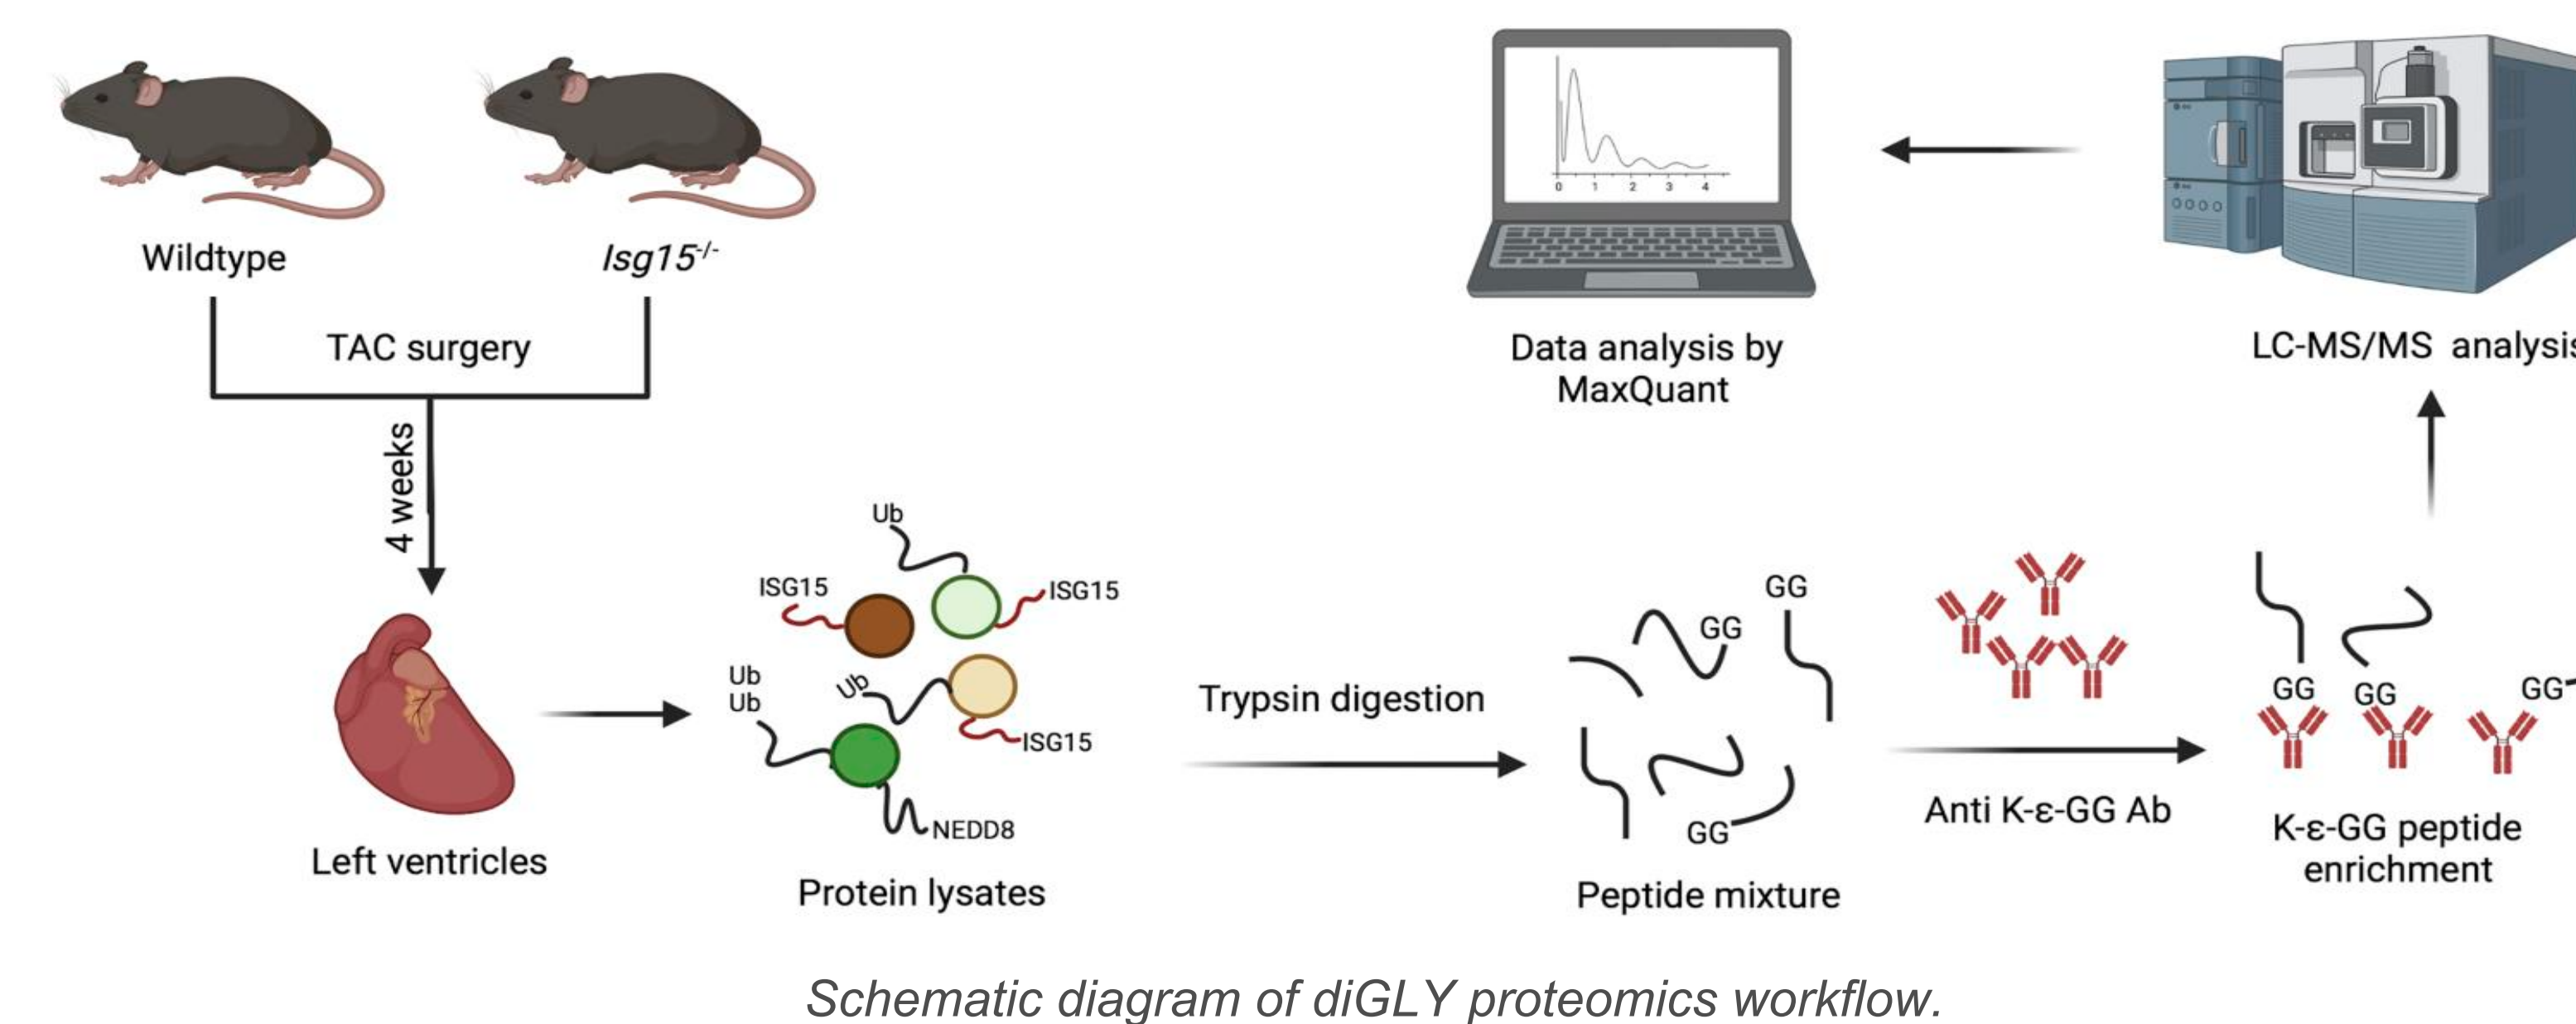 Wildtype
Isg15-/-
TAC surgery
4 weeks
Left ventricles
Ub
ISG15
ISG15
Ub
Ub
Ub
ISG15
NEDD8
Protein lysates
Trypsin digestion
GG
GG
GG
Peptide mixture
Anti K-ε-GG Ab
GG
GG
GG
K-ε-GG peptide
enrichment
LC-MS/MS analysis
Data analysis by
MaxQuant
0 1 2 3 4
Schematic diagram of diGLY proteomics workflow.